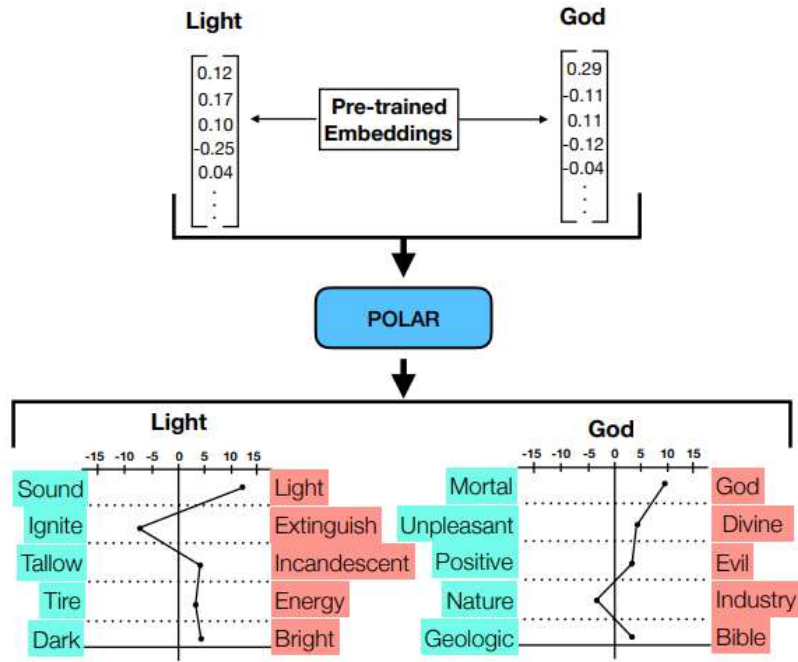 Light
God
0.12
0.17
0.10
-0.25
0.04
.
.
.
Pre-trained
Embeddings
0.29
-0.11
0.11
-0.12
-0.04
.
.
.
POLAR
Light
-15 -10 -5 0 5 10 15
Sound Light
Ignite Extinguish
Tallow Incandescent
Tire Energy
Dark Bright
God
-15 -10 -5 0 5 10 15
Mortal God
Unpleasant Divine
Positive Evil
Nature Industry
Geologic Bible